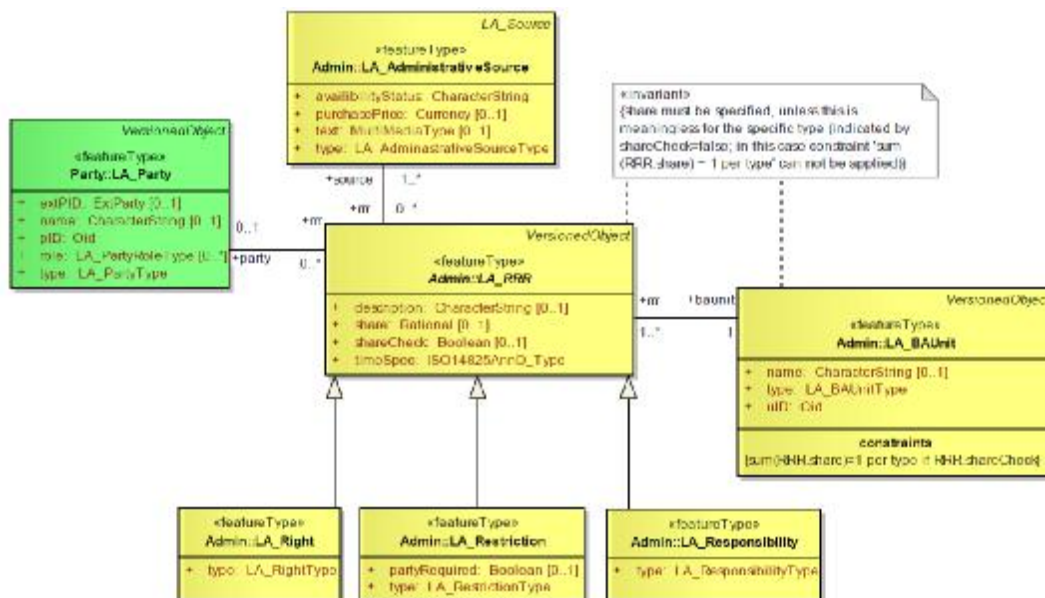 LA_Source
«featureType»
Admin::LA_AdministrativeSource
+ availibilityStatus: CharacterString
+ purchasePrice: Currency [0..1]
+ text: MultiMediaType [0..1]
+ type: LA_AdminastrativeSourceType
«invariant»
{share must be specified, unless this is
meaningless for the specific type (indicated by
shareCheck=false; in this case constraint 'sum
(RRR.share) = 1 per type' can not be applied)}
VersionedObject
«featureType»
Party::LA_Party
+ extPID: ExtParty [0..1]
+ name: CharacterString [0..1]
+ pID: Oid
+ role: LA_PartyRoleType [0..*]
+ type: LA_PartyType
+source 1..*
+rrr 0..*
0..1 +rrr
+party 0..*
VersionedObject
«featureType»
Admin::LA_RRR
+ description: CharacterString [0..1]
+ share: Rational [0..1]
+ shareCheck: Boolean [0..1]
+ timeSpec: ISO14825AnnD_Type
+rrr +baunit
1..* 1
VersionedObject
«featureType»
Admin::LA_BAUnit
+ name: CharacterString [0..1]
+ type: LA_BAUnitType
+ uID: Oid
constraints
{sum(RRR.share)=1 per type if RRR.shareCheck}
«featureType»
Admin::LA_Right
+ type: LA_RightType
«featureType»
Admin::LA_Restriction
+ partyRequired: Boolean [0..1]
+ type: LA_RestrictionType
«featureType»
Admin::LA_Responsibility
+ type: LA_ResponsibilityType